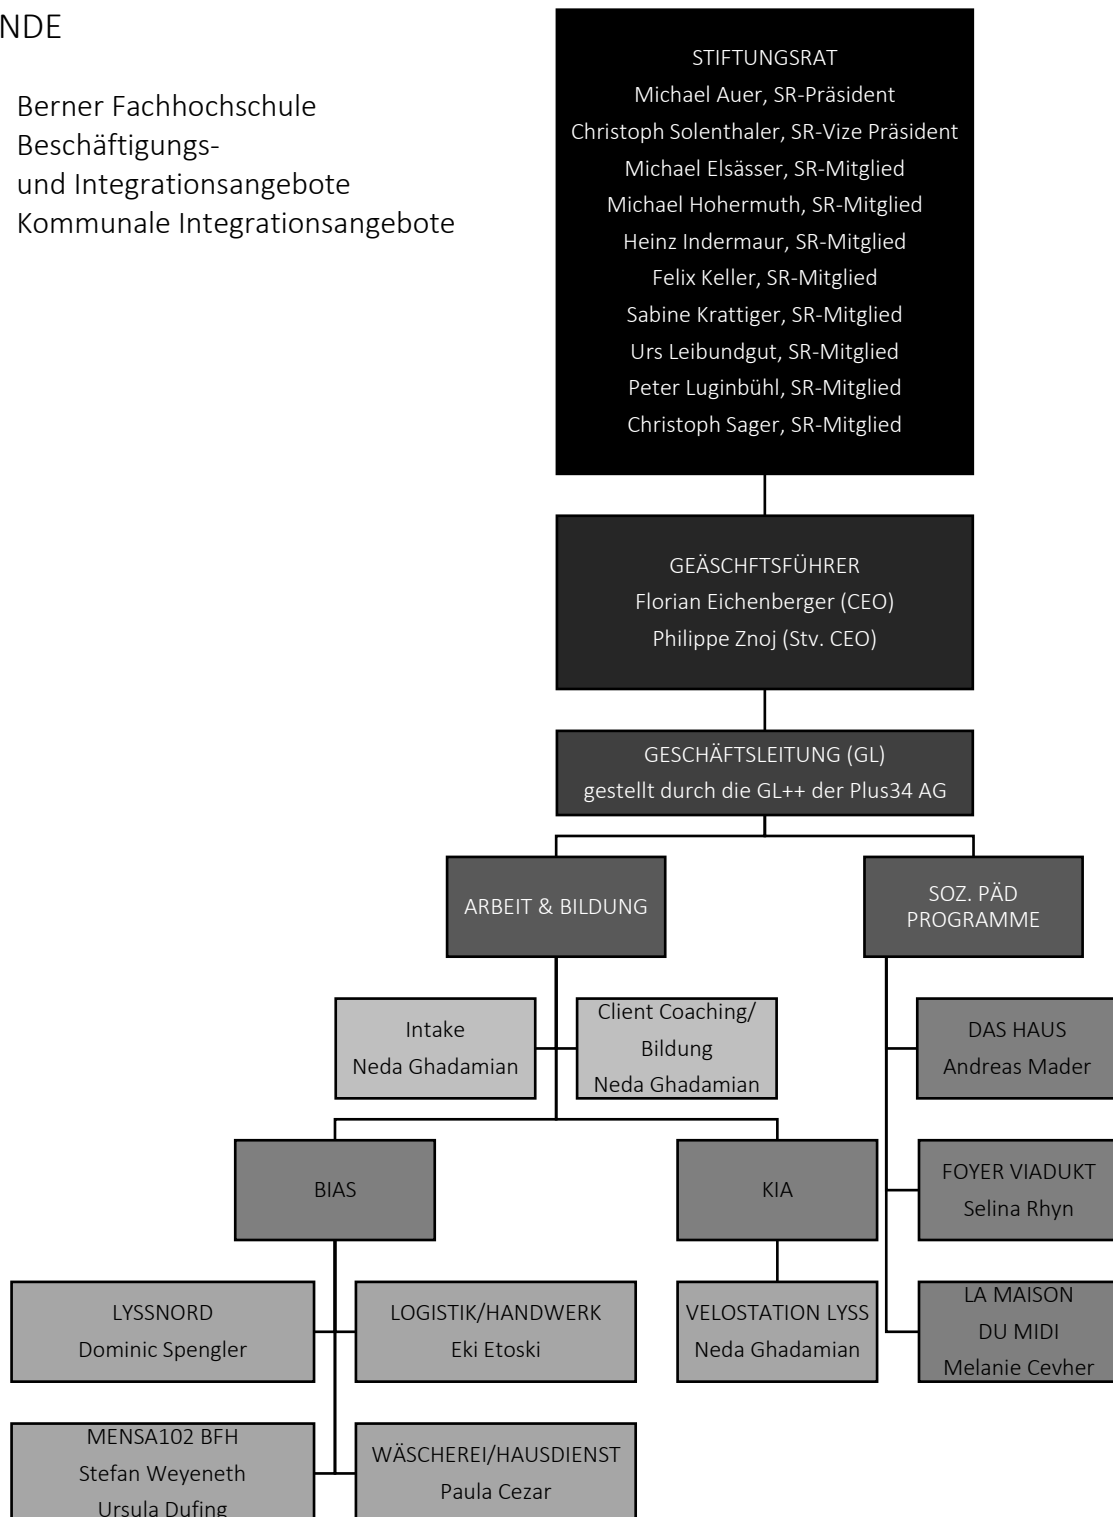 NDE
Berner Fachhochschule
Beschäftigungs-
und Integrationsangebote
Kommunale Integrationsangebote
STIFTUNGSRAT
Michael Auer, SR-Präsident
Christoph Solenthaler, SR-Vize Präsident
Michael Elsässer, SR-Mitglied
Michael Hohermuth, SR-Mitglied
Heinz Indermaur, SR-Mitglied
Felix Keller, SR-Mitglied
Sabine Krattiger, SR-Mitglied
Urs Leibundgut, SR-Mitglied
Peter Luginbühl, SR-Mitglied
Christoph Sager, SR-Mitglied
GEÄSCHFTSFÜHRER
Florian Eichenberger (CEO)
Philippe Znoj (Stv. CEO)
GESCHÄFTSLEITUNG (GL)
gestellt durch die GL++ der Plus34 AG
ARBEIT & BILDUNG
SOZ. PÄD
PROGRAMME
Intake
Neda Ghadamian
Client Coaching/
Bildung
Neda Ghadamian
DAS HAUS
Andreas Mader
BIAS
KIA
FOYER VIADUKT
Selina Rhyn
LYSSNORD
Dominic Spengler
LOGISTIK/HANDWERK
Eki Etoski
VELOSTATION LYSS
Neda Ghadamian
LA MAISON
DU MIDI
Melanie Cevher
MENSA102 BFH
Stefan Weyeneth
Ursula Dufing
WÄSCHEREI/HAUSDIENST
Paula Cezar